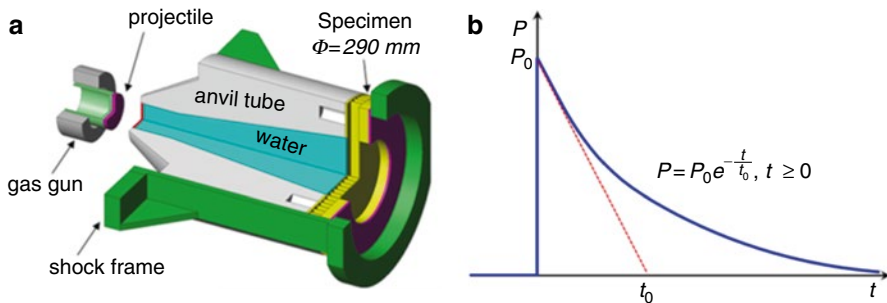 a
projectile
Specimen
Φ=290 mm
anvil tube
water
gas gun
shock frame
b
P
P₀
P = P₀e^{-t/t₀}, t ≥ 0
t₀
t